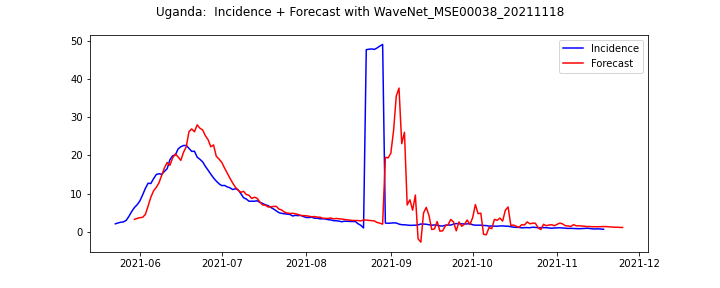 Uganda:  Incidence + Forecast with WaveNet_MSE00038_20211118
50
40
30
20
10
0
Incidence
Forecast
2021-06 2021-07 2021-08 2021-09 2021-10 2021-11 2021-12